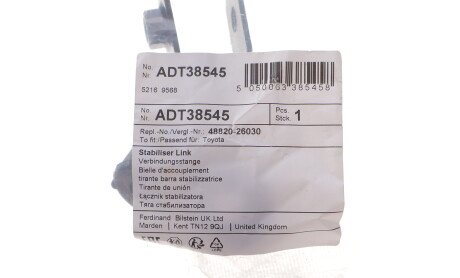 No.
Nr. ADT38545
5216 9568
5 050063 385458
No.
Nr. ADT38545 Pcs.
Stck. 1
Repl.-No./Vergl.-Nr.: 48820-26030
To fit/Passend für: Toyota
Stabiliser Link
Verbindungsstange
Bielle d'accouplement
tirante barra stabilizzatrice
Tirante de unión
Łącznik stabilizatora
Тяга стабилизатора
Ferdinand Bilstein UK Ltd
Marden | Kent TN12 9QJ | United Kingdom
EAC